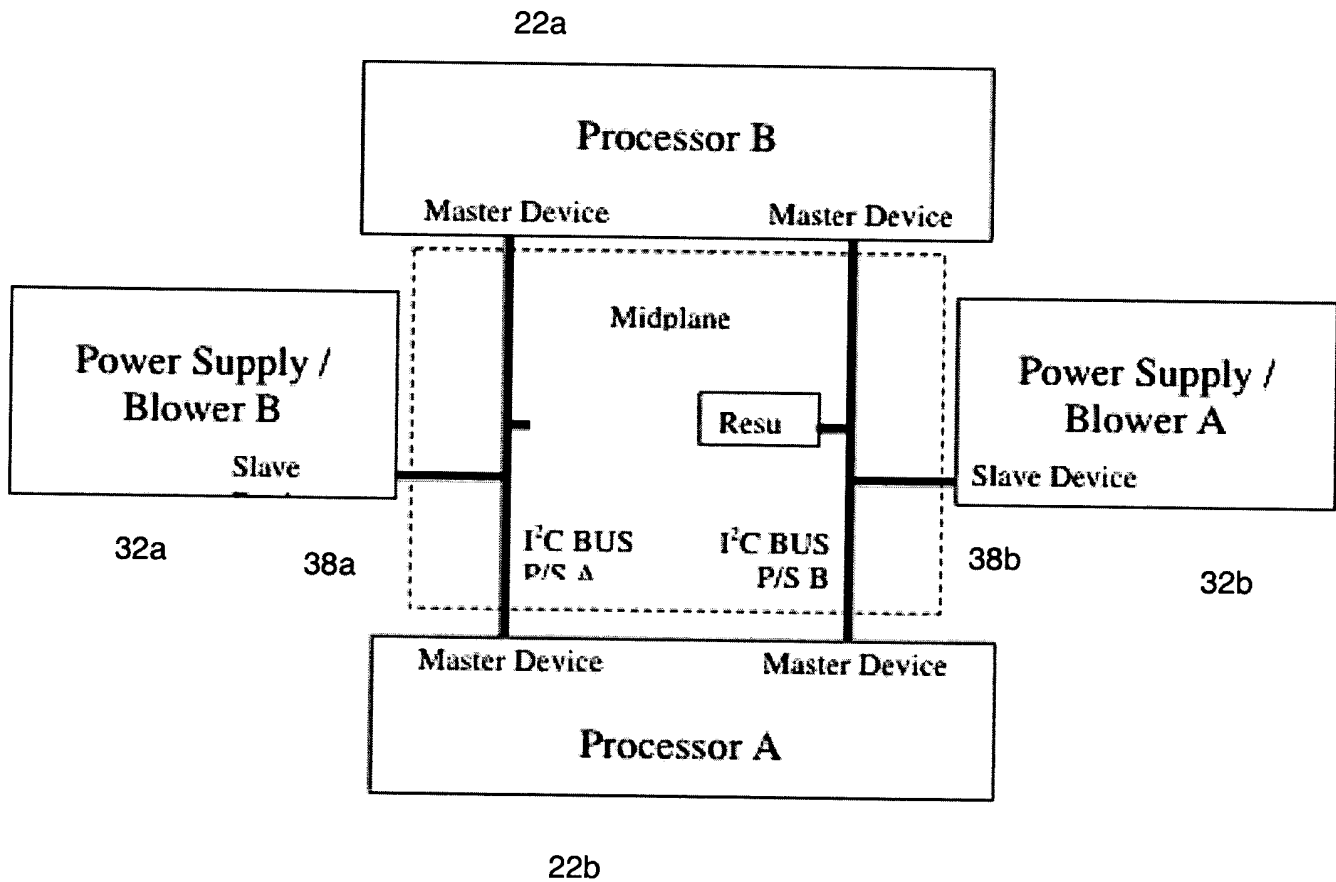 22a
Processor B
Master Device
Master Device
Midplane
Power Supply /
Blower B
Slave
Resu
Power Supply /
Blower A
Slave Device
I²C BUS
P/S A
I²C BUS
P/S B
32a
38a
38b
32b
Master Device
Master Device
Processor A
22b